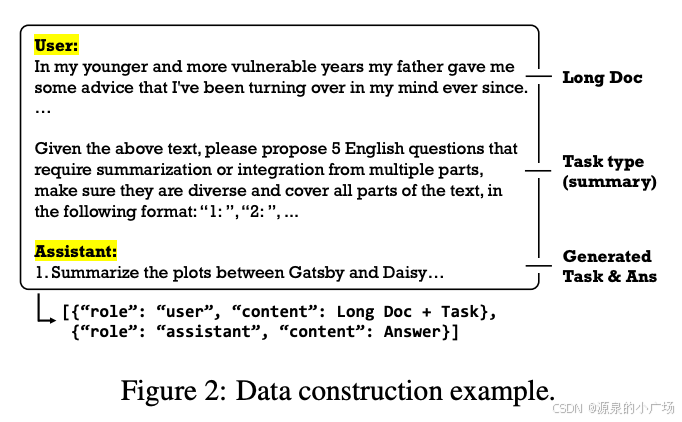 User:
In my younger and more vulnerable years my father gave me
some advice that I've been turning over in my mind ever since.
…
Long Doc
Given the above text, please propose 5 English questions that
require summarization or integration from multiple parts,
make sure they are diverse and cover all parts of the text, in
the following format: “1: ”, “2: ”, ...
Task type
(summary)
Assistant:
1. Summarize the plots between Gatsby and Daisy…
Generated
Task & Ans
[{“role”: “user”, “content”: Long Doc + Task},
{“role”: “assistant”, “content”: Answer}]
Figure 2: Data construction example.
CSDN @源泉的小广场